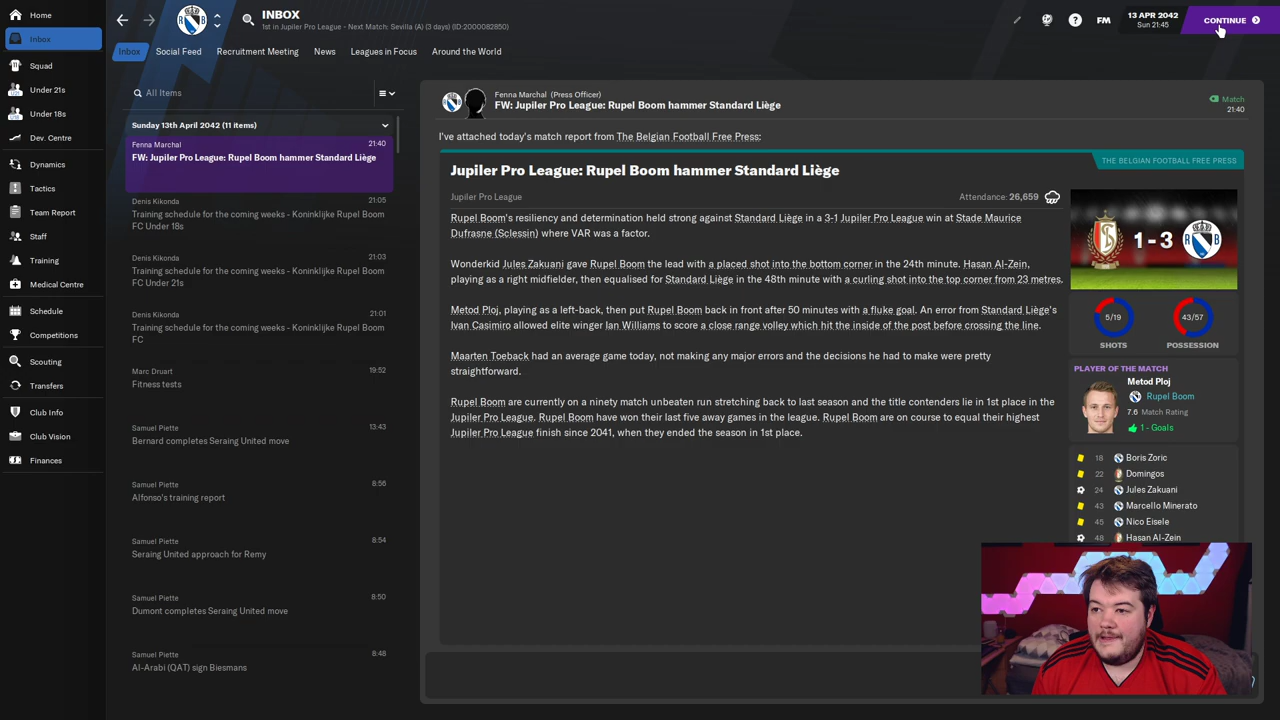 Home
Inbox
Squad
Under 21s
Under 18s
Dev. Centre
Dynamics
Tactics
Team Report
Staff
Training
Medical Centre
Schedule
Competitions
Scouting
Transfers
Club Info
Club Vision
Finances
R B
INBOX
1st in Jupiler Pro League - Next Match: Sevilla (A) (3 days) (ID:2000082850)
FM
13 APR 2042
Sun 21:45
CONTINUE
Inbox
Social Feed
Recruitment Meeting
News
Leagues in Focus
Around the World
All Items
Sunday 13th April 2042 (11 items)
Fenna Marchal 21:40
FW: Jupiler Pro League: Rupel Boom hammer Standard Liège
Denis Kikonda 21:05
Training schedule for the coming weeks - Koninklijke Rupel Boom
FC Under 18s
Denis Kikonda 21:03
Training schedule for the coming weeks - Koninklijke Rupel Boom
FC Under 21s
Denis Kikonda 21:01
Training schedule for the coming weeks - Koninklijke Rupel Boom
FC
Marc Druart 19:52
Fitness tests
Samuel Piette 13:43
Bernard completes Seraing United move
Samuel Piette 8:56
Alfonso's training report
Samuel Piette 8:54
Seraing United approach for Remy
Samuel Piette 8:50
Dumont completes Seraing United move
Samuel Piette 8:48
Al-Arabi (QAT) sign Biesmans
Fenna Marchal (Press Officer)
FW: Jupiler Pro League: Rupel Boom hammer Standard Liège
Match
21:40
I've attached today's match report from The Belgian Football Free Press:
THE BELGIAN FOOTBALL FREE PRESS
Jupiler Pro League: Rupel Boom hammer Standard Liège
Jupiler Pro League
Attendance: 26,659
Rupel Boom's resiliency and determination held strong against Standard Liège in a 3-1 Jupiler Pro League win at Stade Maurice
Dufrasne (Sclessin) where VAR was a factor.
Wonderkid Jules Zakuani gave Rupel Boom the lead with a placed shot into the bottom corner in the 24th minute. Hasan Al-Zein,
playing as a right midfielder, then equalised for Standard Liège in the 48th minute with a curling shot into the top corner from 23 metres.
Metod Ploj, playing as a left-back, then put Rupel Boom back in front after 50 minutes with a fluke goal. An error from Standard Liège's
Ivan Casimiro allowed elite winger Ian Williams to score a close range volley which hit the inside of the post before crossing the line.
Maarten Toeback had an average game today, not making any major errors and the decisions he had to make were pretty
straightforward.
Rupel Boom are currently on a ninety match unbeaten run stretching back to last season and the title contenders lie in 1st place in the
Jupiler Pro League. Rupel Boom have won their last five away games in the league. Rupel Boom are on course to equal their highest
Jupiler Pro League finish since 2041, when they ended the season in 1st place.
1 - 3
R B
5/19
SHOTS
43/57
POSSESSION
PLAYER OF THE MATCH
Metod Ploj
Rupel Boom
7.6 Match Rating
1 - Goals
18 Boris Zoric
22 Domingos
24 Jules Zakuani
43 Marcello Minerato
45 Nico Eisele
48 Hasan Al-Zein